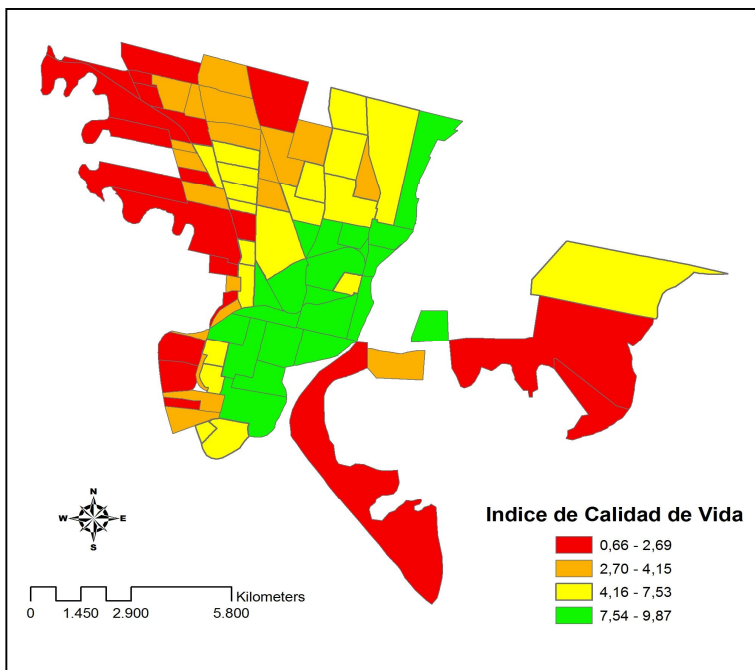 N
W E
S
Kilometers
0 1.450 2.900 5.800
Indice de Calidad de Vida
0,66 - 2,69
2,70 - 4,15
4,16 - 7,53
7,54 - 9,87